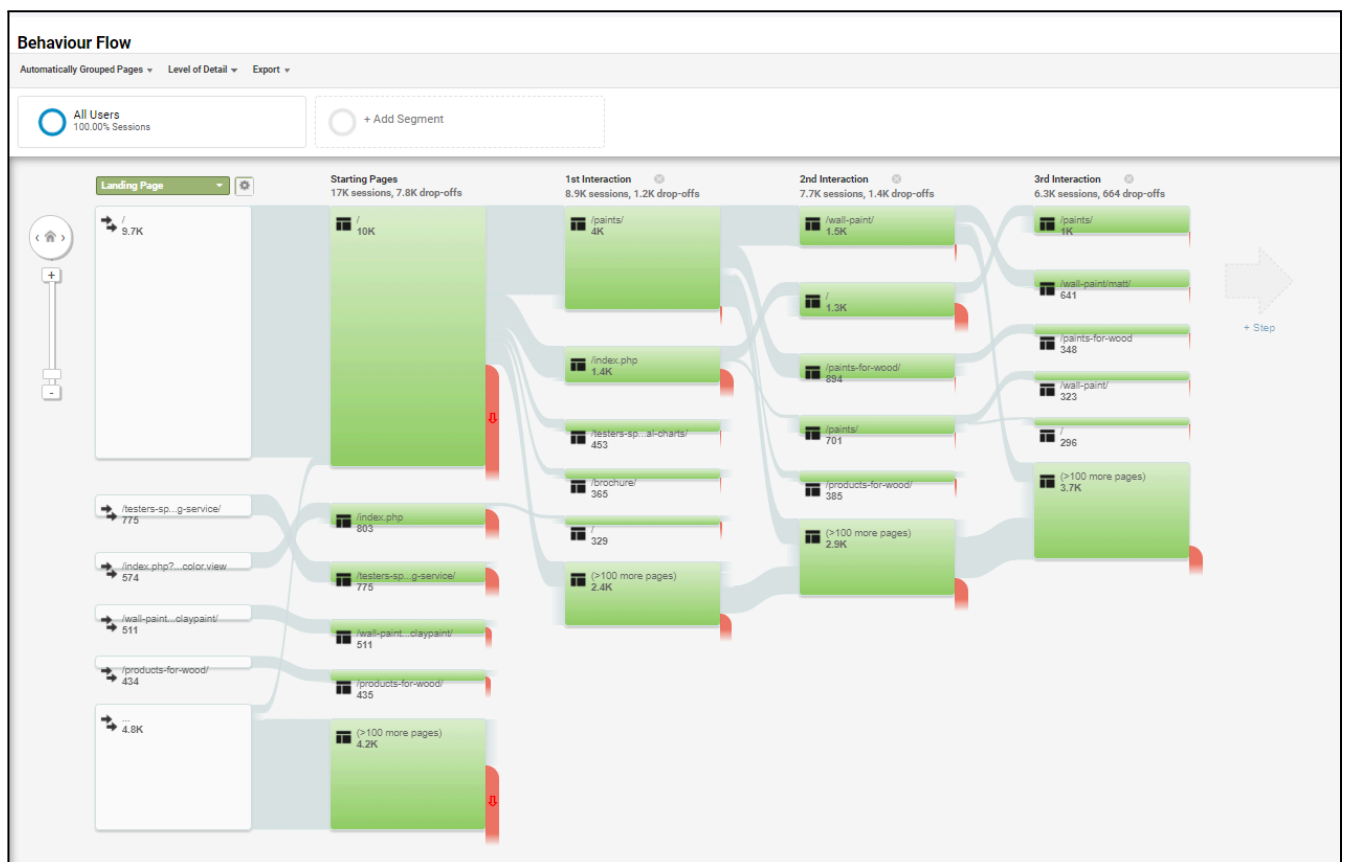 Behaviour Flow
Automatically Grouped Pages Level of Detail Export
All Users
100.00% Sessions
+ Add Segment
Landing Page
/
9.7K
/testers-sp...g-service/
775
/index.php?...color.view
574
/wall-paint...claypaint/
511
/products-for-wood/
434
...
4.8K
Starting Pages
17K sessions, 7.8K drop-offs
/
10K
/index.php
803
/testers-sp...g-service/
775
/wall-paint...claypaint/
511
/products-for-wood/
435
(>100 more pages)
4.2K
1st Interaction
8.9K sessions, 1.2K drop-offs
/paints/
4K
/index.php
1.4K
/testers-sp...al-charts/
453
/brochure/
365
/
329
(>100 more pages)
2.4K
2nd Interaction
7.7K sessions, 1.4K drop-offs
/wall-paint/
1.5K
/
1.3K
/paints-for-wood/
894
/paints/
701
/products-for-wood/
385
(>100 more pages)
2.9K
3rd Interaction
6.3K sessions, 664 drop-offs
/paints/
1K
/wall-paint/matt/
641
/paints-for-wood
348
/wall-paint/
323
/
296
(>100 more pages)
3.7K
+ Step